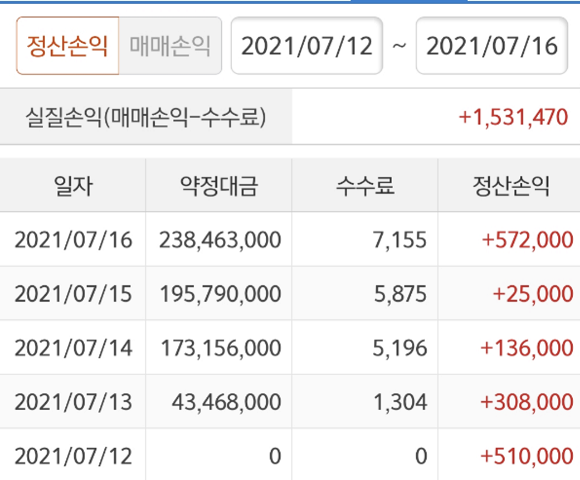 정산손익 매매손익 2021/07/12 ~ 2021/07/16
실질손익(매매손익-수수료) +1,531,470
일자 약정대금 수수료 정산손익
2021/07/16 238,463,000 7,155 +572,000
2021/07/15 195,790,000 5,875 +25,000
2021/07/14 173,156,000 5,196 +136,000
2021/07/13 43,468,000 1,304 +308,000
2021/07/12 0 0 +510,000